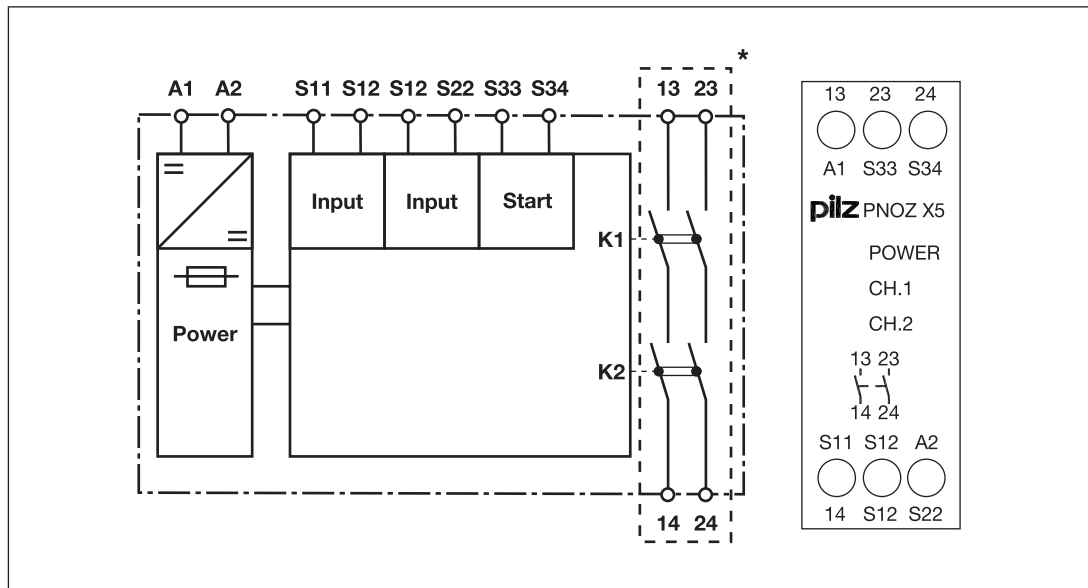 *
A1 A2 S11 S12 S12 S22 S33 S34 13 23
Input Input Start
K1
Power
K2
14 24
13 23 24
A1 S33 S34
pilz PNOZ X5
POWER
CH.1
CH.2
13 23
14 24
S11 S12 A2
14 S12 S22